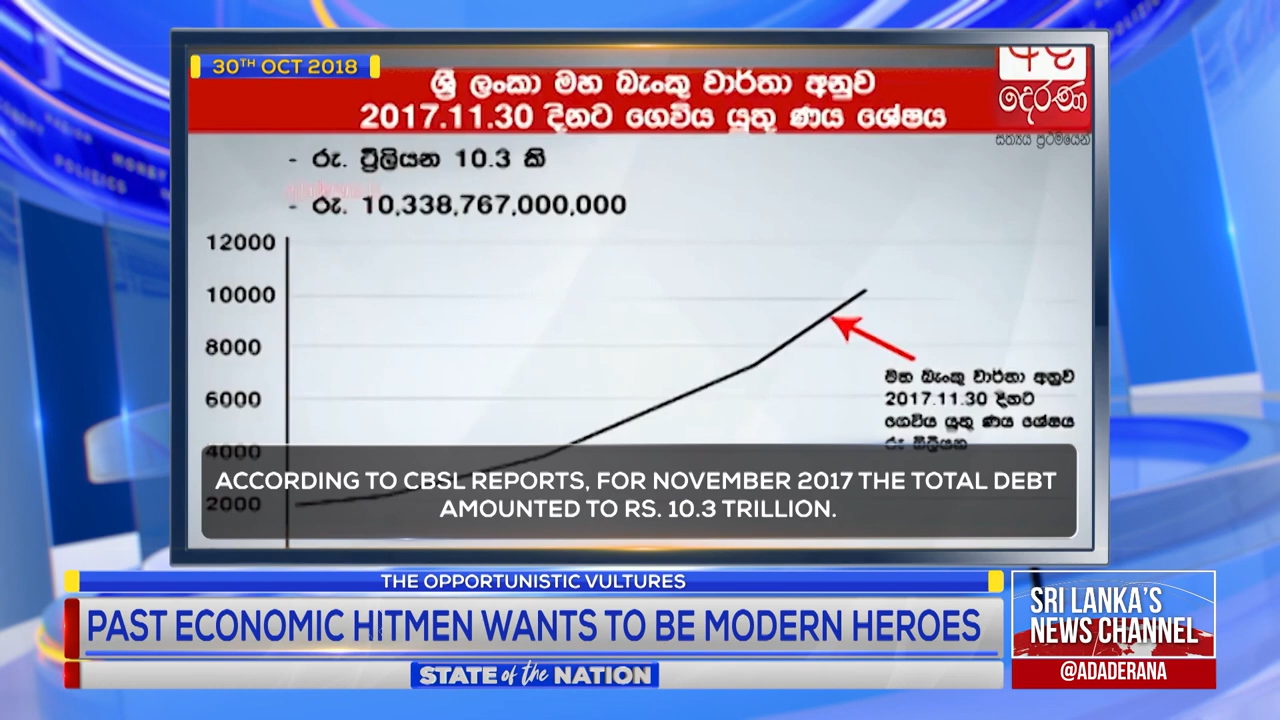 30TH OCT 2018
ශ්‍රී ලංකා මහ බැංකු වාර්තා අනුව
2017.11.30 දිනට ගෙවිය යුතු ණය ශේෂය
දෙරණ
සත්‍යය ප්‍රථමයෙන්
- රු. ට්‍රිලියන 10.3 කි
- රු. 10,338,767,000,000
12000
10000
8000
6000
4000
2000
මහ බැංකු වාර්තා අනුව
2017.11.30 දිනට
ගෙවිය යුතු ණය ශේෂය
රු බිලියන
ACCORDING TO CBSL REPORTS, FOR NOVEMBER 2017 THE TOTAL DEBT
AMOUNTED TO RS. 10.3 TRILLION.
THE OPPORTUNISTIC VULTURES
PAST ECONOMIC HITMEN WANTS TO BE MODERN HEROES
STATE of the NATION
SRI LANKA'S
NEWS CHANNEL
@ADADERANA
MONEY
POLITICS